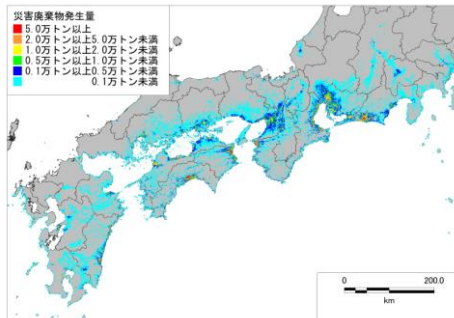 災害廃棄物発生量
5.0万トン以上
2.0万トン以上5.0万トン未満
1.0万トン以上2.0万トン未満
0.5万トン以上1.0万トン未満
0.1万トン以上0.5万トン未満
0.1万トン未満
0 200.0
km